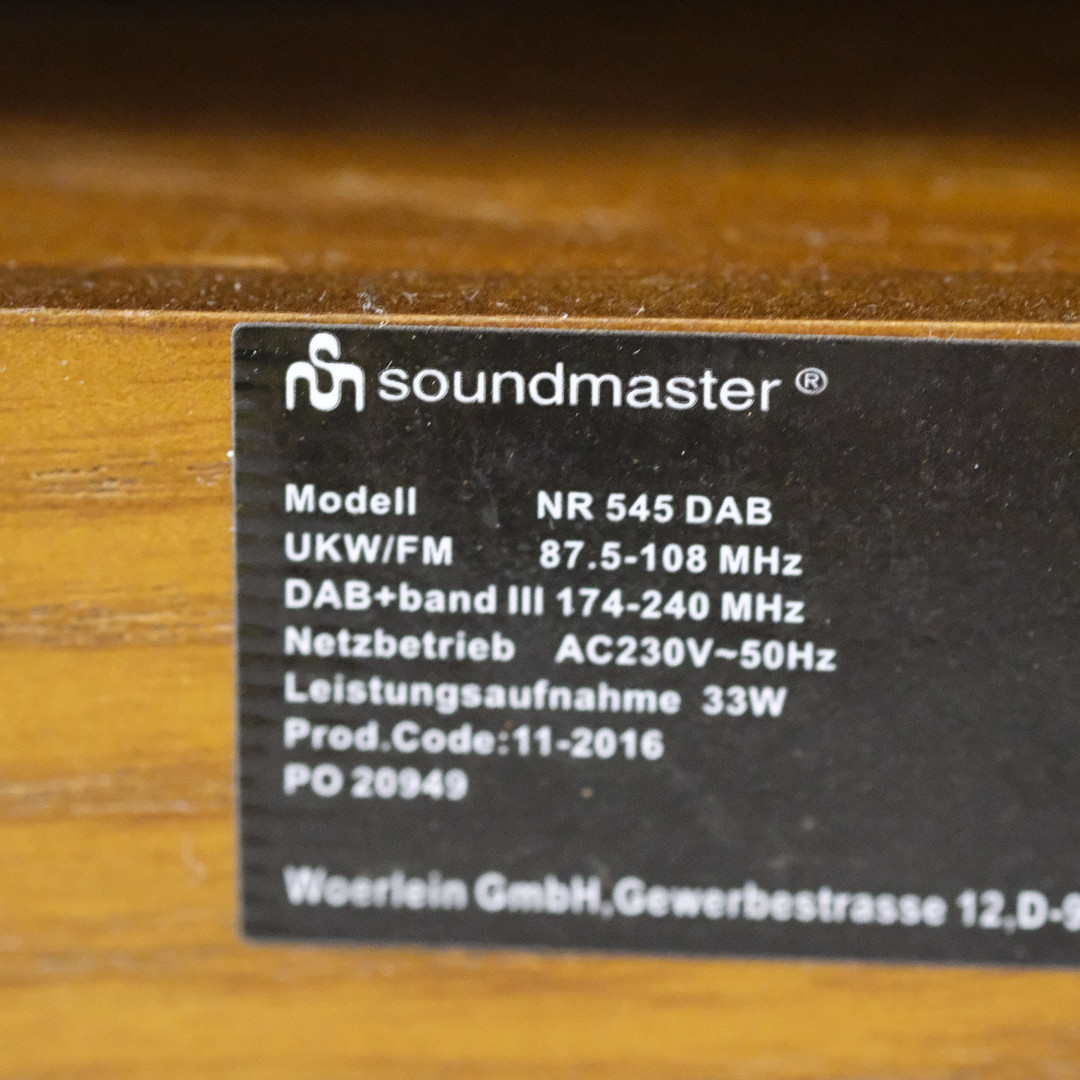 soundmaster ®
Modell NR 545 DAB
UKW/FM 87.5-108 MHz
DAB+band III 174-240 MHz
Netzbetrieb AC230V~50Hz
Leistungsaufnahme 33W
Prod.Code:11-2016
PO 20949
Woerlein GmbH,Gewerbestrasse 12,D-9